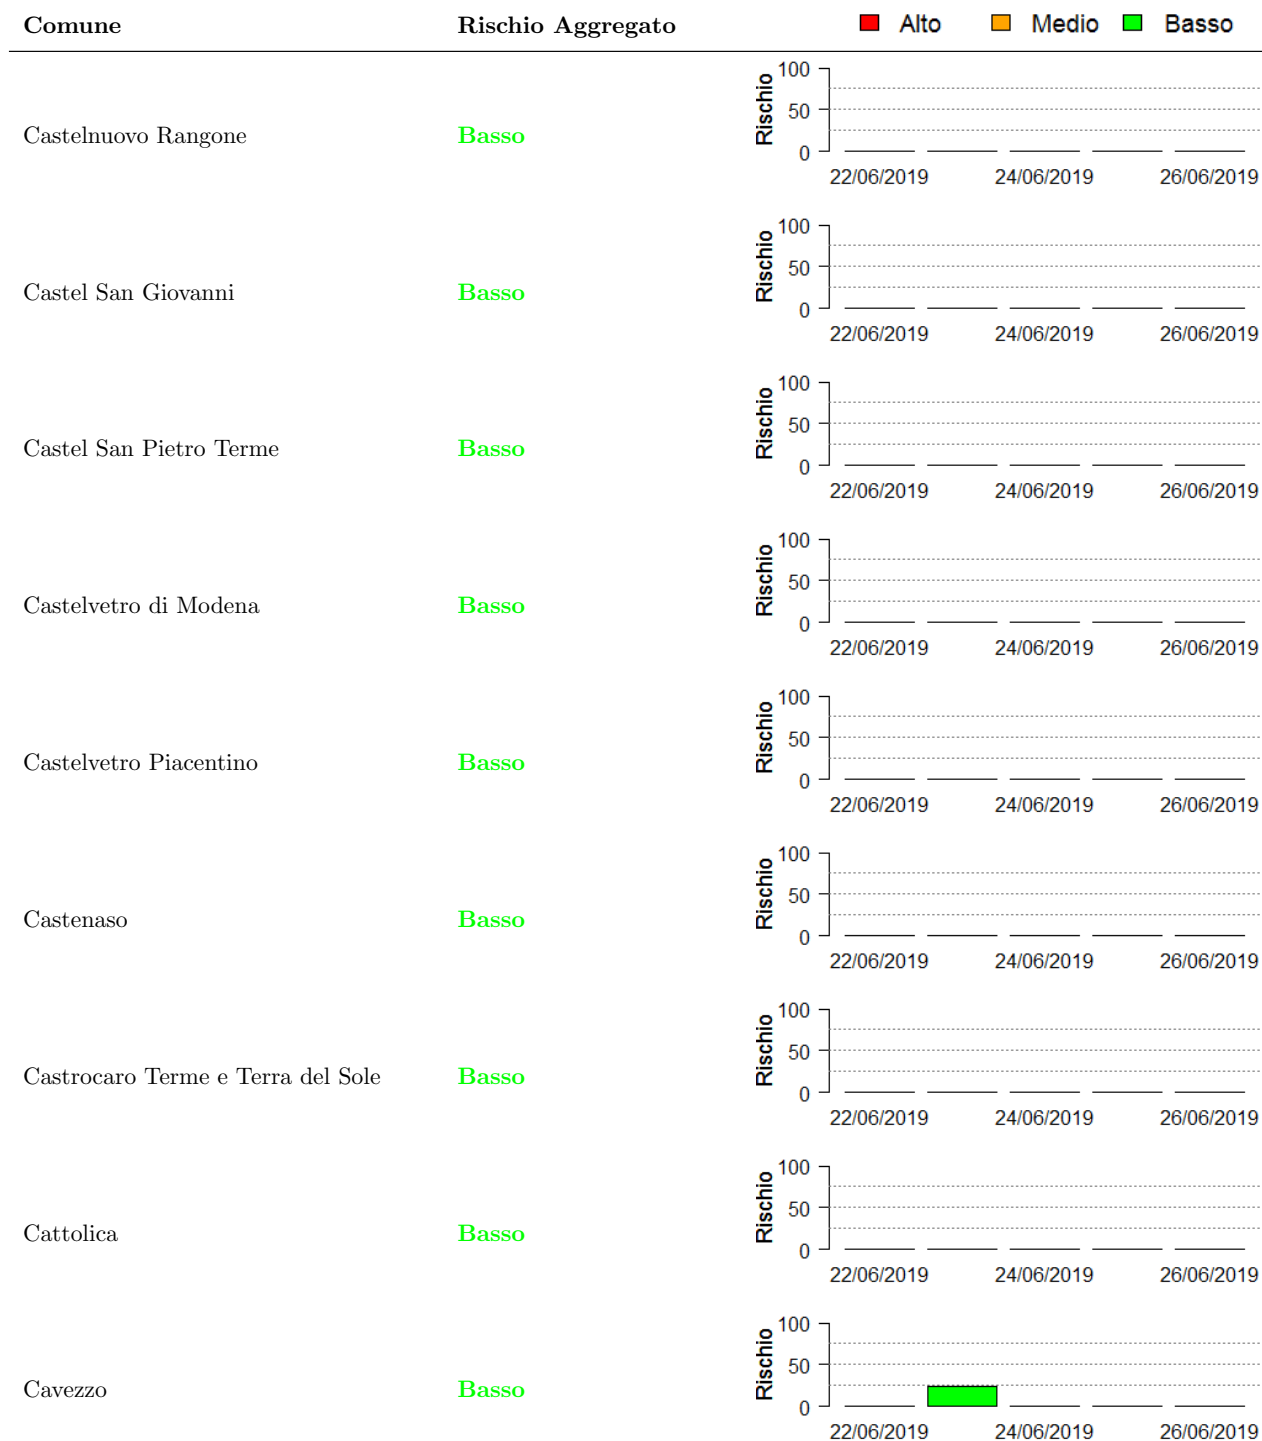 Comune Rischio Aggregato Alto Medio Basso
100
50
0
Rischio
Castelnuovo Rangone Basso
22/06/2019 24/06/2019 26/06/2019
100
50
0
Rischio
Castel San Giovanni Basso
22/06/2019 24/06/2019 26/06/2019
100
50
0
Rischio
Castel San Pietro Terme Basso
22/06/2019 24/06/2019 26/06/2019
100
50
0
Rischio
Castelvetro di Modena Basso
22/06/2019 24/06/2019 26/06/2019
100
50
0
Rischio
Castelvetro Piacentino Basso
22/06/2019 24/06/2019 26/06/2019
100
50
0
Rischio
Castenaso Basso
22/06/2019 24/06/2019 26/06/2019
100
50
0
Rischio
Castrocaro Terme e Terra del Sole Basso
22/06/2019 24/06/2019 26/06/2019
100
50
0
Rischio
Cattolica Basso
22/06/2019 24/06/2019 26/06/2019
100
50
0
Rischio
Cavezzo Basso
22/06/2019 24/06/2019 26/06/2019